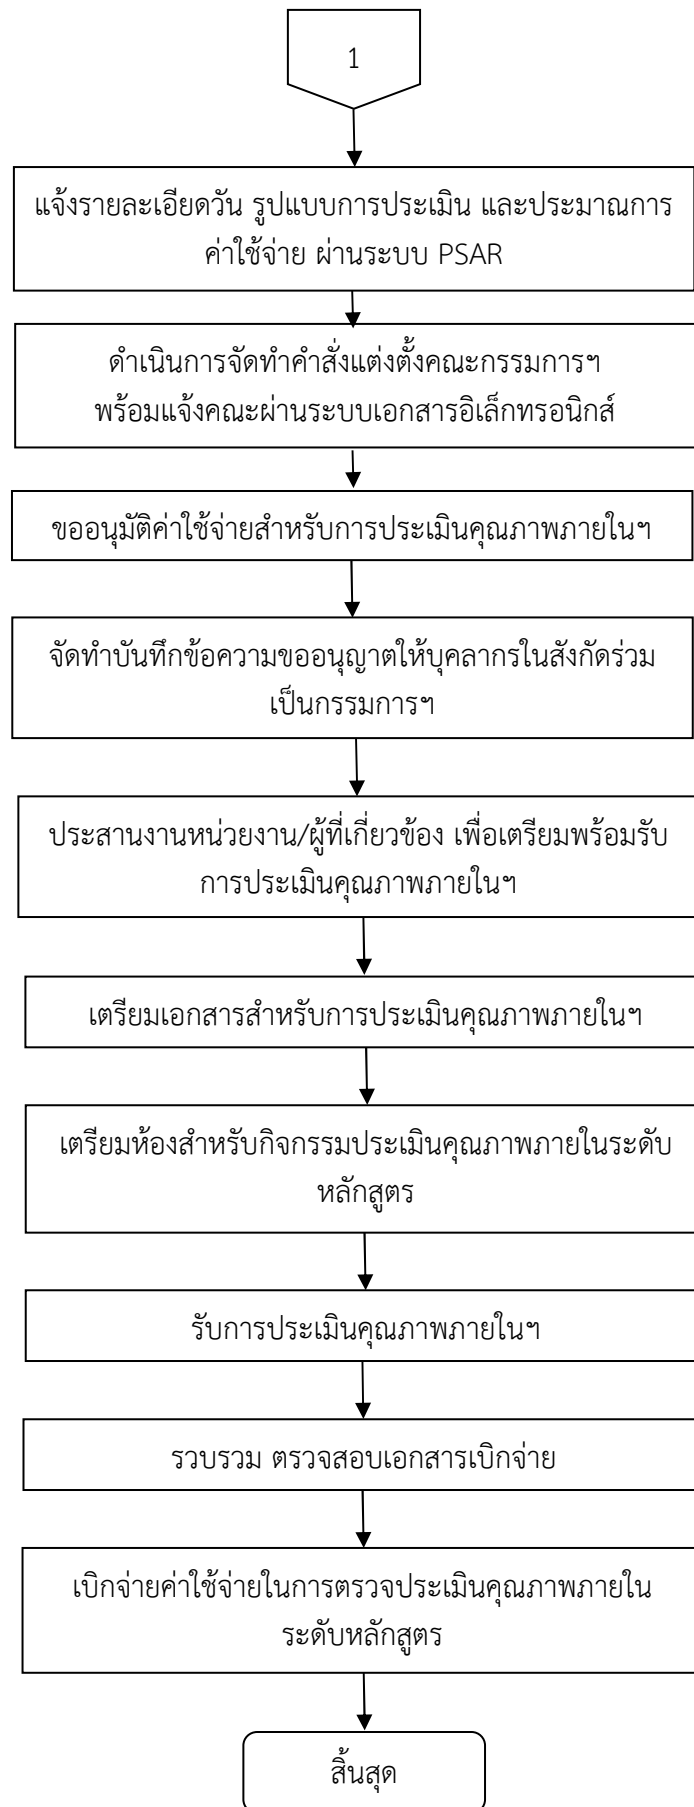 1
แจ้งรายละเอียดวัน รูปแบบการประเมิน และประมาณการ
ค่าใช้จ่าย ผ่านระบบ PSAR
ดำเนินการจัดทำคำสั่งแต่งตั้งคณะกรรมการฯ
พร้อมแจ้งคณะผ่านระบบเอกสารอิเล็กทรอนิกส์
ขออนุมัติค่าใช้จ่ายสำหรับการประเมินคุณภาพภายในฯ
จัดทำบันทึกข้อความขออนุญาตให้บุคลากรในสังกัดร่วม
เป็นกรรมการฯ
ประสานงานหน่วยงาน/ผู้ที่เกี่ยวข้อง เพื่อเตรียมพร้อมรับ
การประเมินคุณภาพภายในฯ
เตรียมเอกสารสำหรับการประเมินคุณภาพภายในฯ
เตรียมห้องสำหรับกิจกรรมประเมินคุณภาพภายในระดับ
หลักสูตร
รับการประเมินคุณภาพภายในฯ
รวบรวม ตรวจสอบเอกสารเบิกจ่าย
เบิกจ่ายค่าใช้จ่ายในการตรวจประเมินคุณภาพภายใน
ระดับหลักสูตร
สิ้นสุด